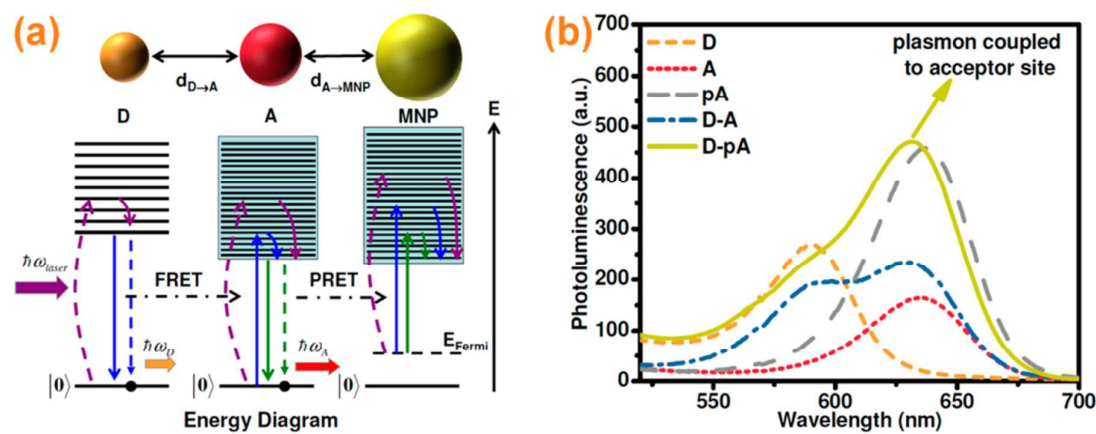 (a)
d_D→A
d_A→MNP
D
A
MNP
E
ħω_laser
FRET
PRET
E_Fermi
ħω_D
ħω_A
|0⟩
|0⟩
|0⟩
Energy Diagram
(b)
700
600
500
400
300
200
100
0
Photoluminescence (a.u.)
D
A
pA
D-A
D-pA
plasmon coupled
to acceptor site
550
600
650
700
Wavelength (nm)